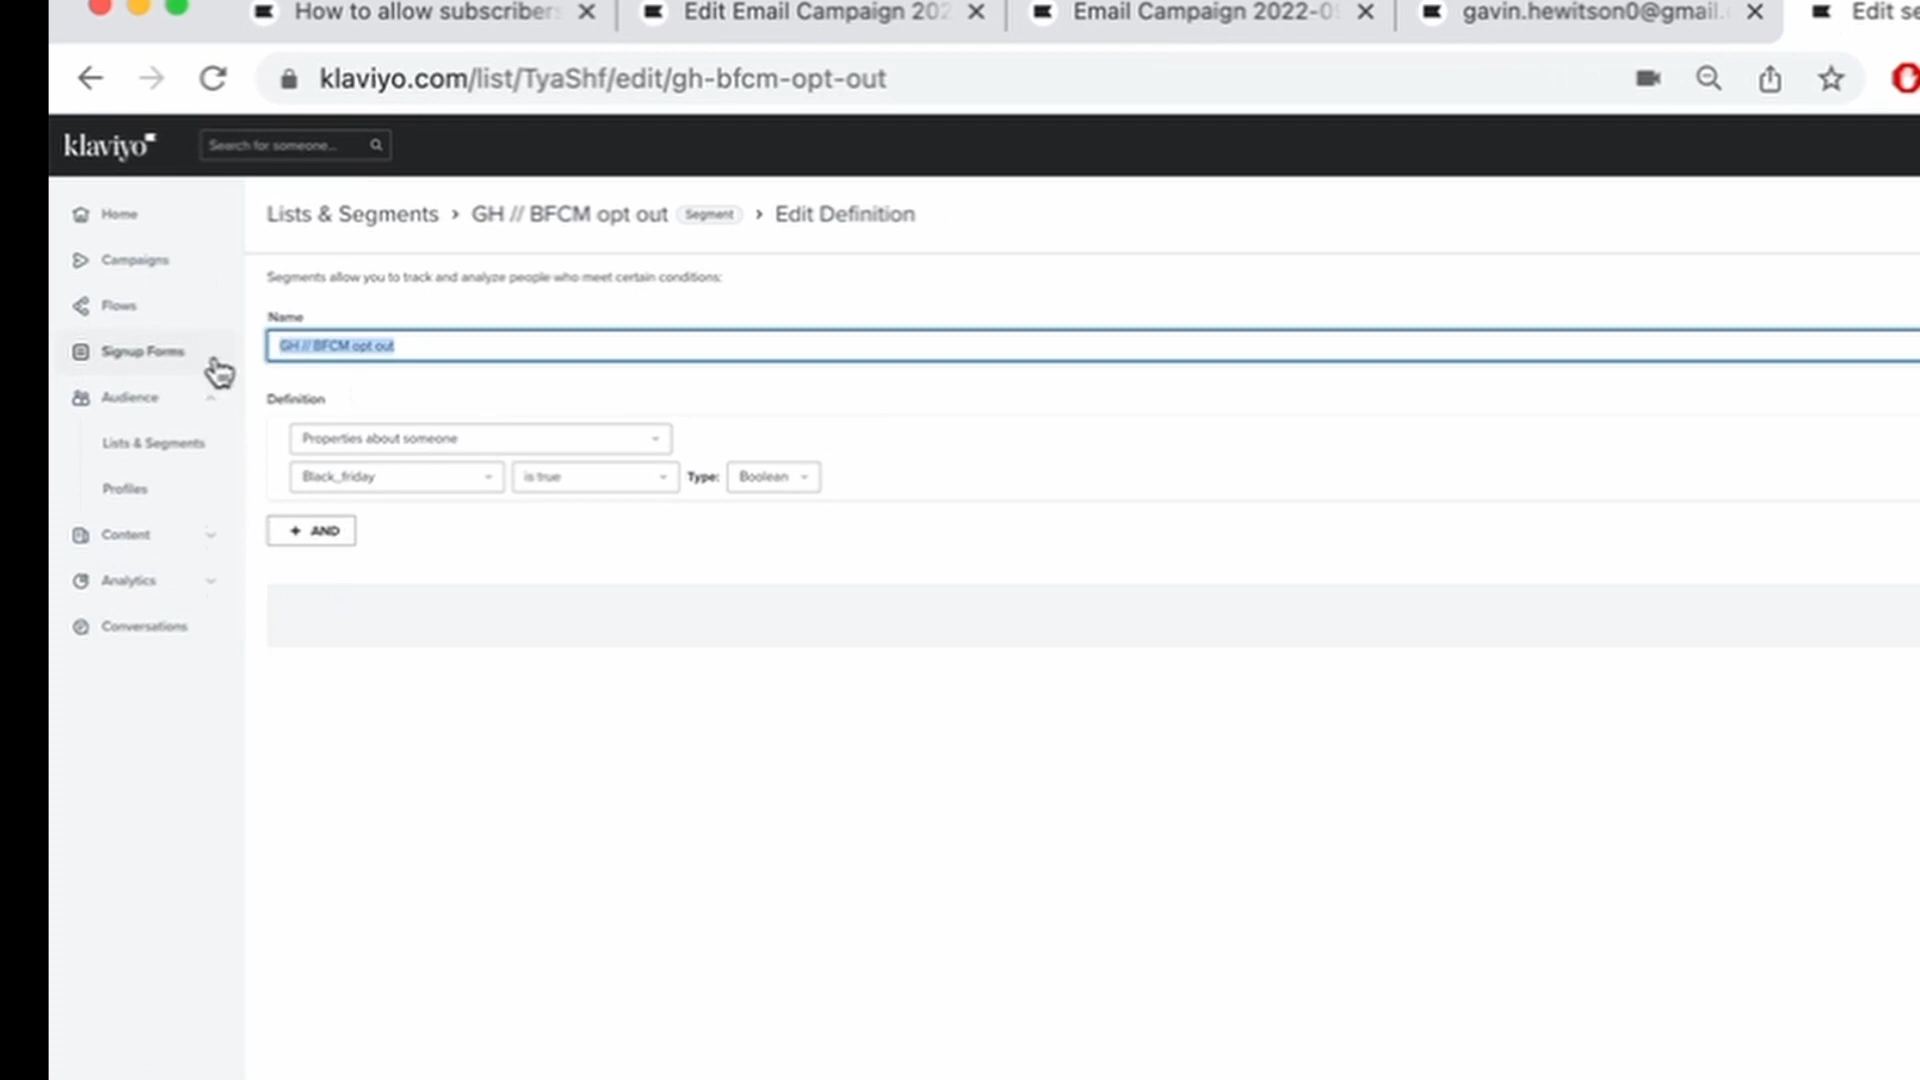 How to allow subscribers
Edit Email Campaign 202
Email Campaign 2022-0
gavin.hewitson0@gmail.
Edit se
klaviyo.com/list/TyaShf/edit/gh-bfcm-opt-out
klaviyo
Search for someone...
Home
Campaigns
Flows
Signup Forms
Audience
Lists & Segments
Profiles
Content
Analytics
Conversations
Lists & Segments › GH // BFCM opt out Segment › Edit Definition
Segments allow you to track and analyze people who meet certain conditions:
Name
GH // BFCM opt out
Definition
Properties about someone
Black_friday is true Type: Boolean
+ AND